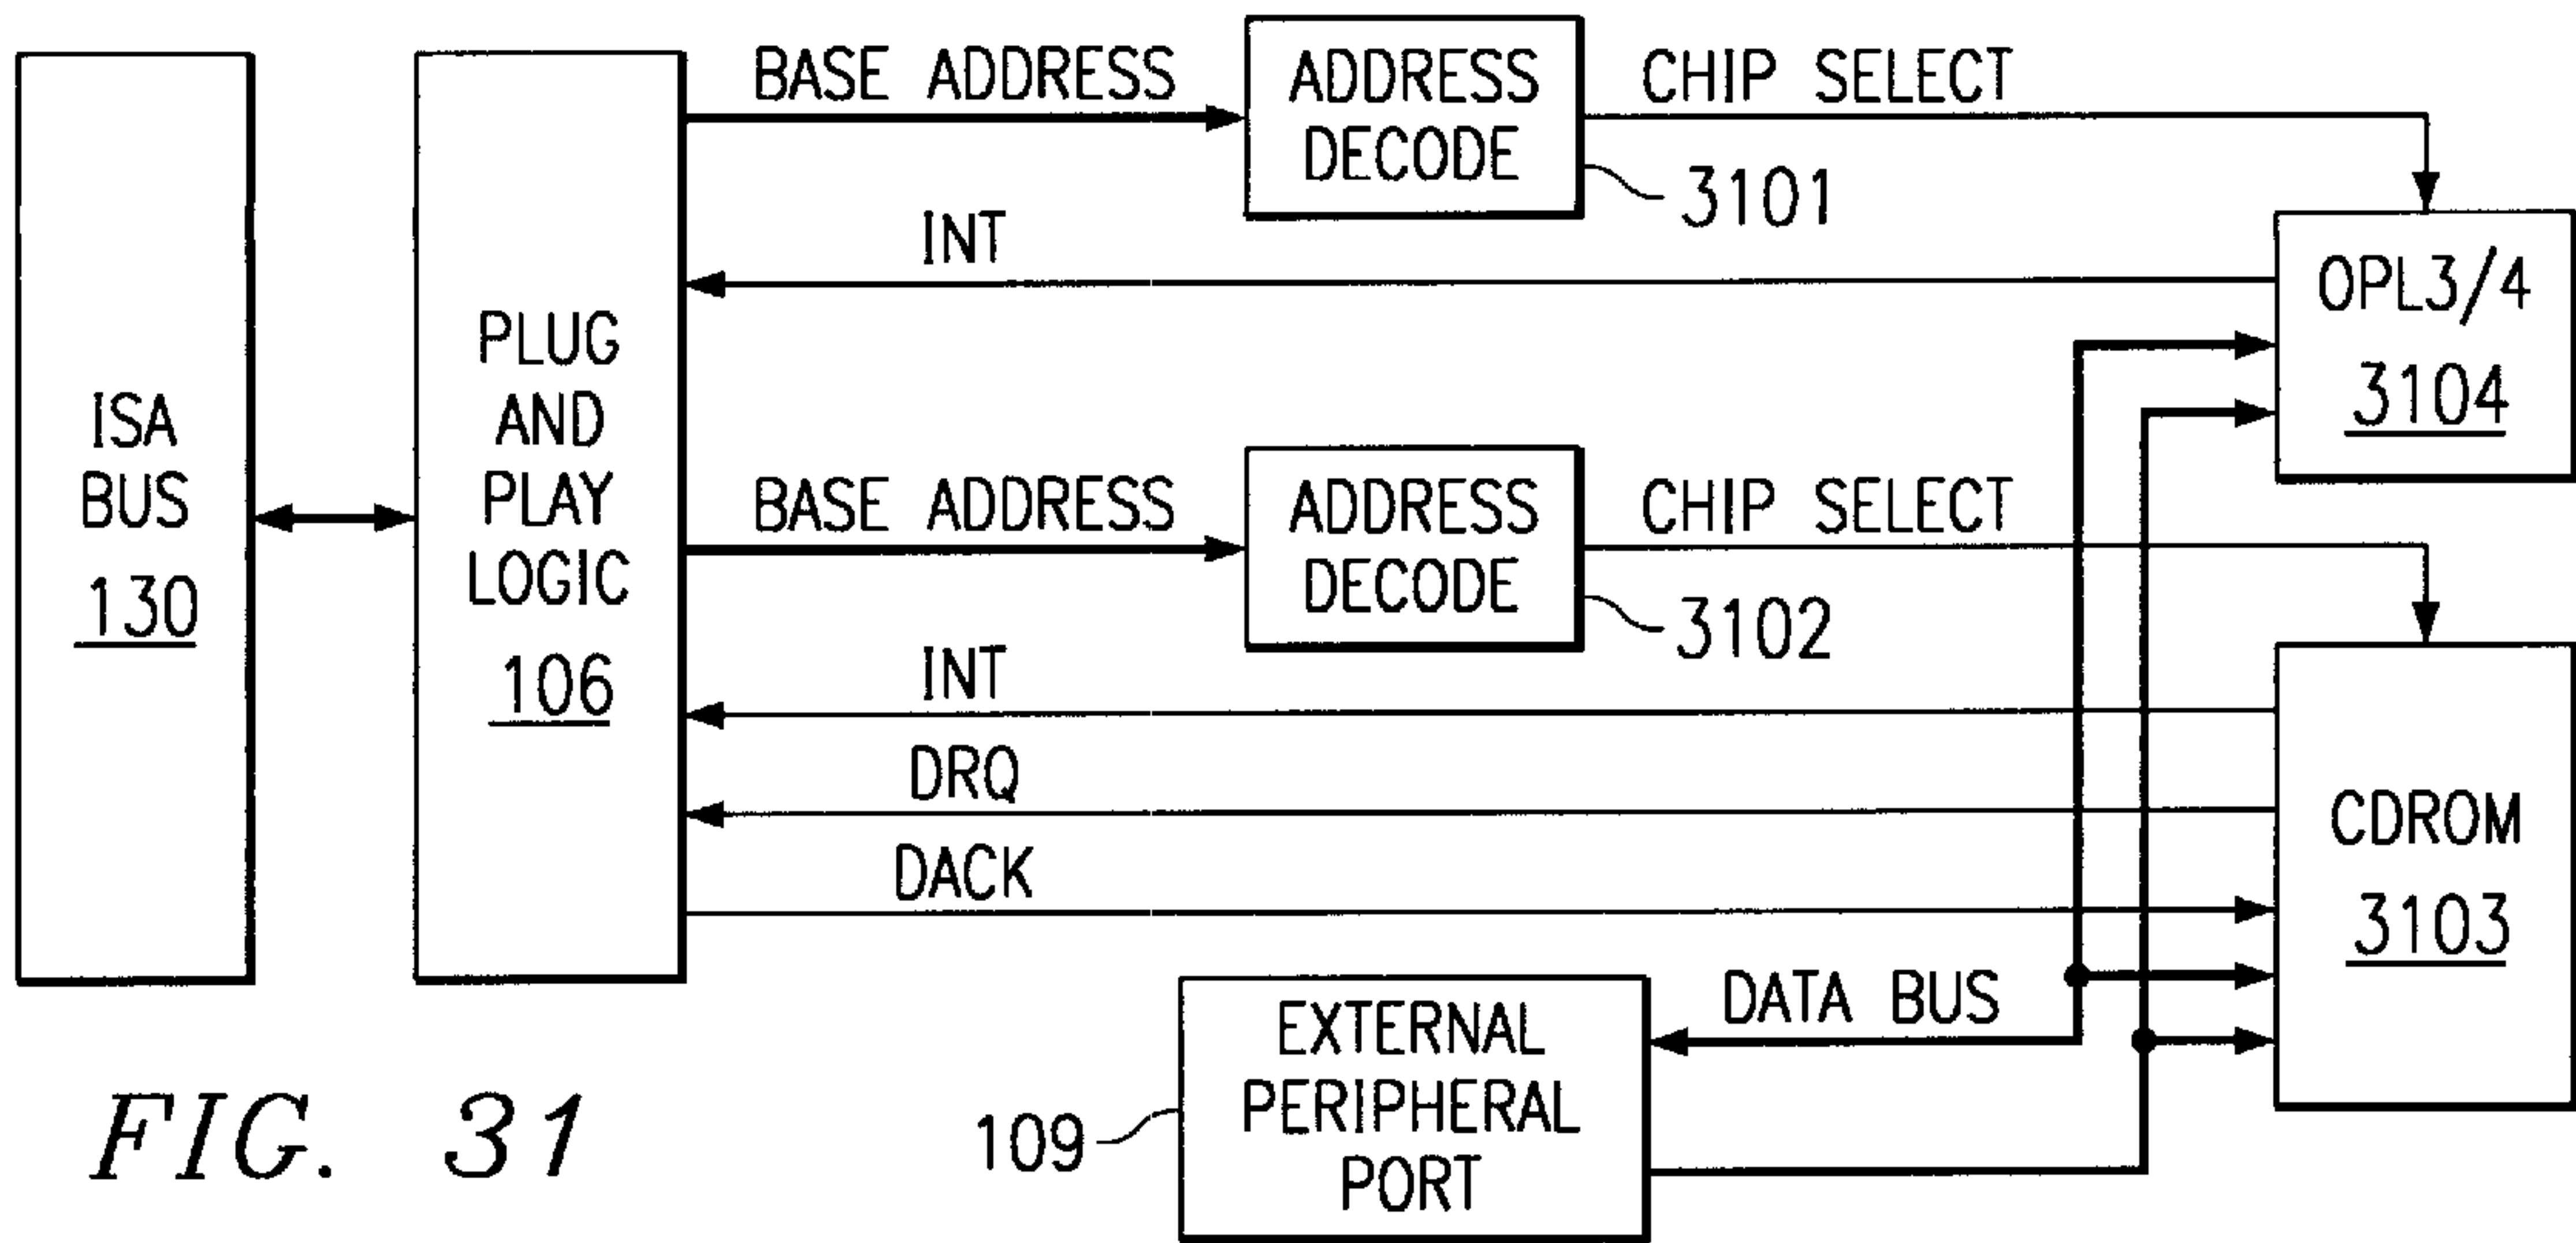 ISA
BUS
130
PLUG
AND
PLAY
LOGIC
106
BASE ADDRESS
ADDRESS
DECODE
3101
CHIP SELECT
INT
OPL3/4
3104
BASE ADDRESS
ADDRESS
DECODE
3102
CHIP SELECT
INT
DRQ
DACK
CDROM
3103
DATA BUS
EXTERNAL
PERIPHERAL
PORT
109
FIG. 31